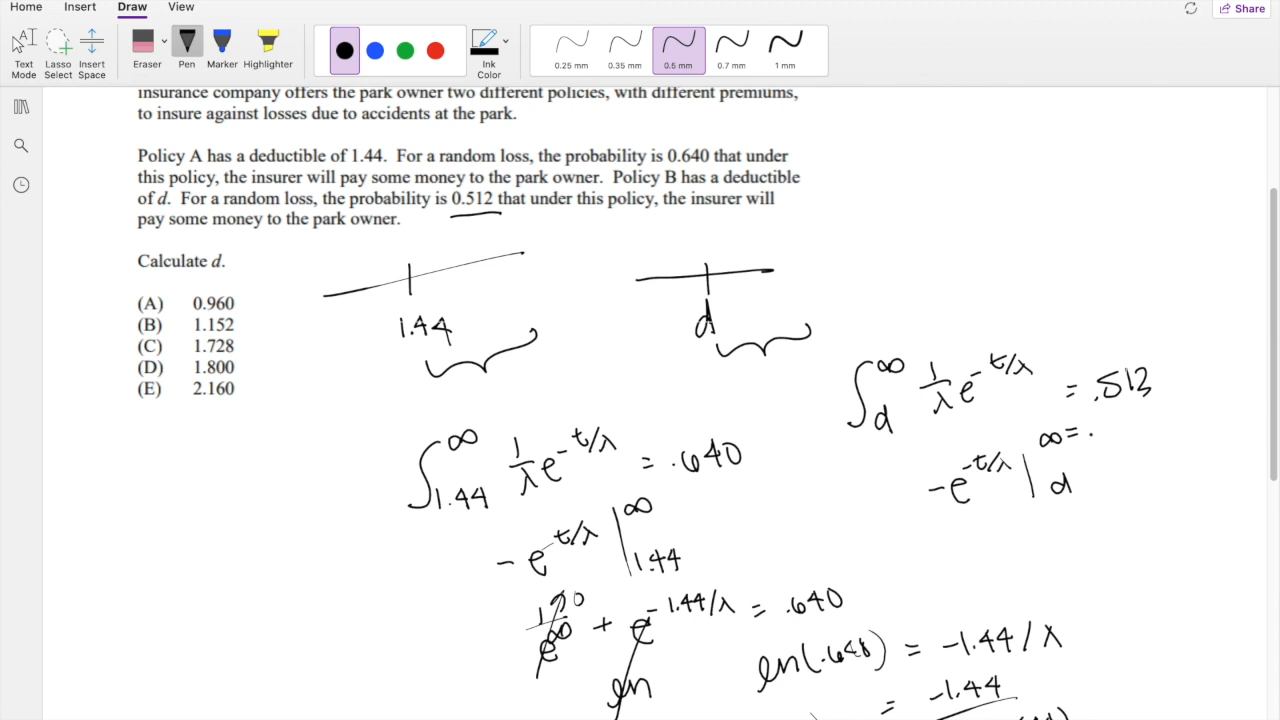 Home Insert Draw View
Share
Text Mode
Lasso Select
Insert Space
Eraser
Pen
Marker
Highlighter
Ink Color
0.25 mm
0.35 mm
0.5 mm
0.7 mm
1 mm
insurance company offers the park owner two different policies, with different premiums,
to insure against losses due to accidents at the park.
Policy A has a deductible of 1.44. For a random loss, the probability is 0.640 that under
this policy, the insurer will pay some money to the park owner. Policy B has a deductible
of d. For a random loss, the probability is 0.512 that under this policy, the insurer will
pay some money to the park owner.
Calculate d.
(A) 0.960
(B) 1.152
(C) 1.728
(D) 1.800
(E) 2.160
1.44
d
∫_d^∞ 1/λ e^-t/λ = .512
-e^-t/λ |_d^∞ = .
∫_1.44^∞ 1/λ e^-t/λ = .640
-e^-t/λ |_1.44^∞
1/e^∞ 0 + e^-1.44/λ = .640
ln
ln(.640) = -1.44/λ
= -1.44